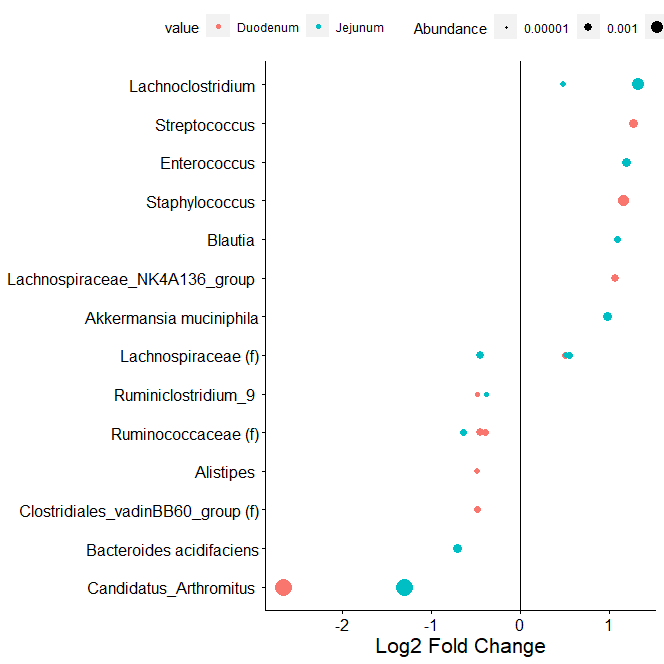 value Duodenum Jejunum Abundance 0.00001 0.001
Lachnoclostridium
Streptococcus
Enterococcus
Staphylococcus
Blautia
Lachnospiraceae_NK4A136_group
Akkermansia muciniphila
Lachnospiraceae (f)
Ruminiclostridium_9
Ruminococcaceae (f)
Alistipes
Clostridiales_vadinBB60_group (f)
Bacteroides acidifaciens
Candidatus_Arthromitus
-2 -1 0 1
Log2 Fold Change